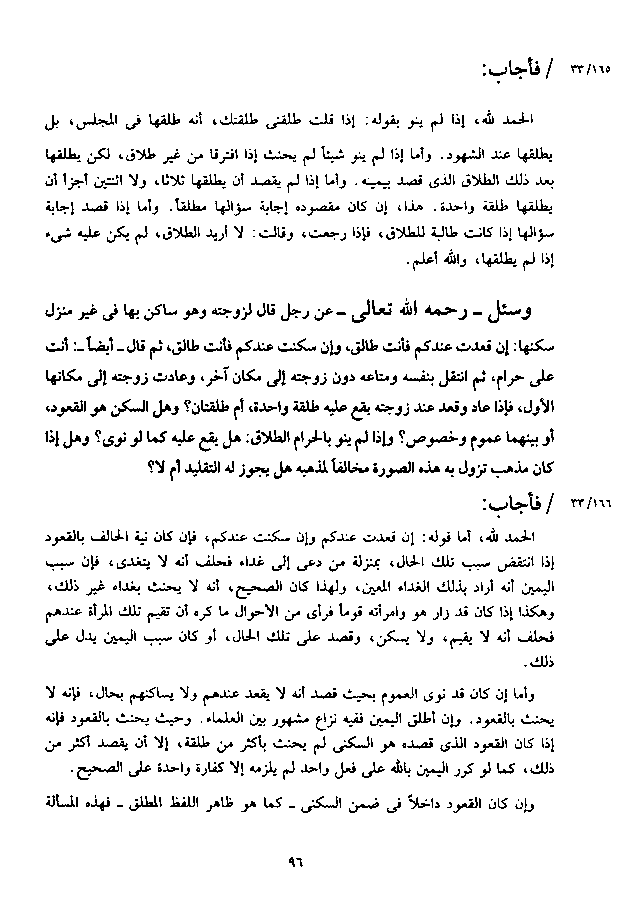 ٣٣/١٦٥ / فأجاب:
الحمد لله، إذا لم ينو بقوله: إذا قلت طلقنى طلقتك، أنه طلقها فى المجلس، بل
يطلقها عند الشهود. وأما إذا لم ينو شيئاً لم يحنث إذا افترقا من غير طلاق، لكن يطلقها
بعد ذلك الطلاق الذى قصد بيمينه. وأما إذا لم يقصد أن يطلقها ثلاثا، ولا اثنتين أجزأ أن
يطلقها طلقة واحدة. هذا، إن كان مقصوده إجابة سؤالها مطلقاً. وأما إذا قصد إجابة
سؤالها إذا كانت طالبة للطلاق، فإذا رجعت، وقالت: لا أريد الطلاق، لم يكن عليه شىء
إذا لم يطلقها، والله أعلم.
وسئل ـ رحمه الله تعالى ـ عن رجل قال لزوجته وهو ساكن بها فى غير منزل
سكنها: إن قعدت عندكم فأنت طالق، وإن سكنت عندكم فأنت طالق، ثم قال ـ أيضاً ـ: أنت
على حرام، ثم انتقل بنفسه ومتاعه دون زوجته إلى مكان آخر، وعادت زوجته إلى مكانها
الأول، فإذا عاد وقعد عند زوجته يقع عليه طلقة واحدة، أم طلقتان؟ وهل السكن هو القعود،
أو بينهما عموم وخصوص؟ وإذا لم ينو بالحرام الطلاق: هل يقع عليه كما لو نوى؟ وهل إذا
كان مذهب تزول به هذه الصورة مخالفاً لمذهبه هل يجوز له التقليد أم لا؟
٣٣/١٦٦ / فأجاب:
الحمد لله، أما قوله: إن قعدت عندكم وإن سكنت عندكم، فإن كان نية الحالف بالقعود
إذا انتقض سبب تلك الحال، بمنزلة من دعى إلى غداء فحلف أنه لا يتغدى، فإن سبب
اليمين أنه أراد بذلك الغداء المعين، ولهذا كان الصحيح، أنه لا يحنث بغداء غير ذلك،
وهكذا إذا كان قد زار هو وامرأته قوماً فرأى من الأحوال ما كره أن تقيم تلك المرأة عندهم
فحلف أنه لا يقيم، ولا يسكن، وقصد على تلك الحال، أو كان سبب اليمين يدل على
ذلك.
وأما إن كان قد نوى العموم بحيث قصد أنه لا يقعد عندهم ولا يساكنهم بحال، فإنه لا
يحنث بالقعود. وإن أطلق اليمين ففيه نزاع مشهور بين العلماء. وحيث يحنث بالقعود فإنه
إذا كان القعود الذى قصده هو السكنى لم يحنث بأكثر من طلقة، إلا أن يقصد أكثر من
ذلك، كما لو كرر اليمين بالله على فعل واحد لم يلزمه إلا كفارة واحدة على الصحيح.
وإن كان القعود داخلاً فى ضمن السكنى ـ كما هو ظاهر اللفظ المطلق ـ فهذه المسألة
٩٦